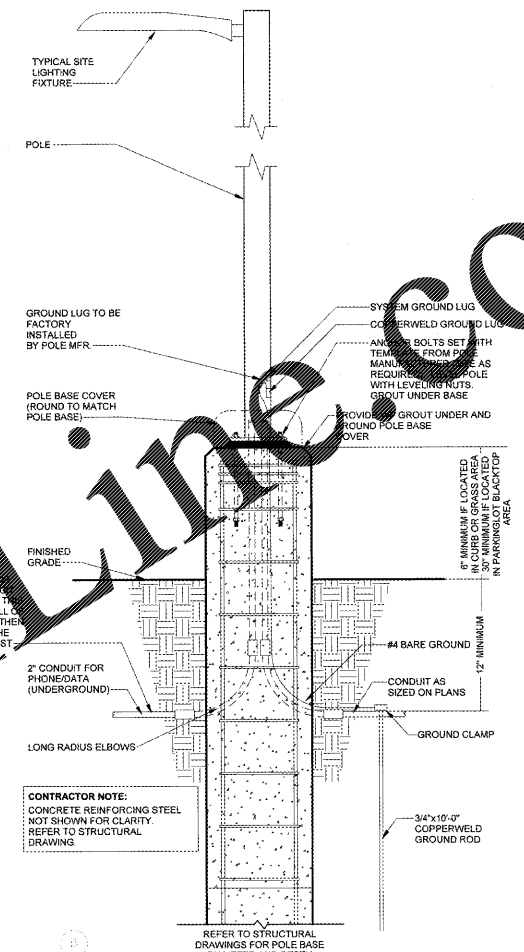 TYPICAL SITE
LIGHTING
FIXTURE
POLE
GROUND LUG TO BE
FACTORY
INSTALLED
BY POLE MFR.
SYSTEM GROUND LUG
COPPERWELD GROUND LUG
ANCHOR BOLTS SET WITH
TEMPLATE FROM POLE
MANUFACTURER AS
REQUIRED. POLE
WITH LEVELING NUTS.
GROUT UNDER BASE
POLE BASE COVER
(ROUND TO MATCH
POLE BASE)
PROVIDE GROUT UNDER AND
AROUND POLE BASE
COVER
Line.co
6" MINIMUM IF LOCATED
IN CURB OR GRASS AREA
30" MINIMUM IF LOCATED
IN PARKINGLOT BLACKTOP
AREA
FINISHED
GRADE
12" MINIMUM
#4 BARE GROUND
2" CONDUIT FOR
PHONE/DATA
(UNDERGROUND)
CONDUIT AS
SIZED ON PLANS
GROUND CLAMP
LONG RADIUS ELBOWS
CONTRACTOR NOTE:
CONCRETE REINFORCING STEEL
NOT SHOWN FOR CLARITY.
REFER TO STRUCTURAL
DRAWING.
3/4"x10'-0"
COPPERWELD
GROUND ROD
REFER TO STRUCTURAL
DRAWINGS FOR POLE BASE